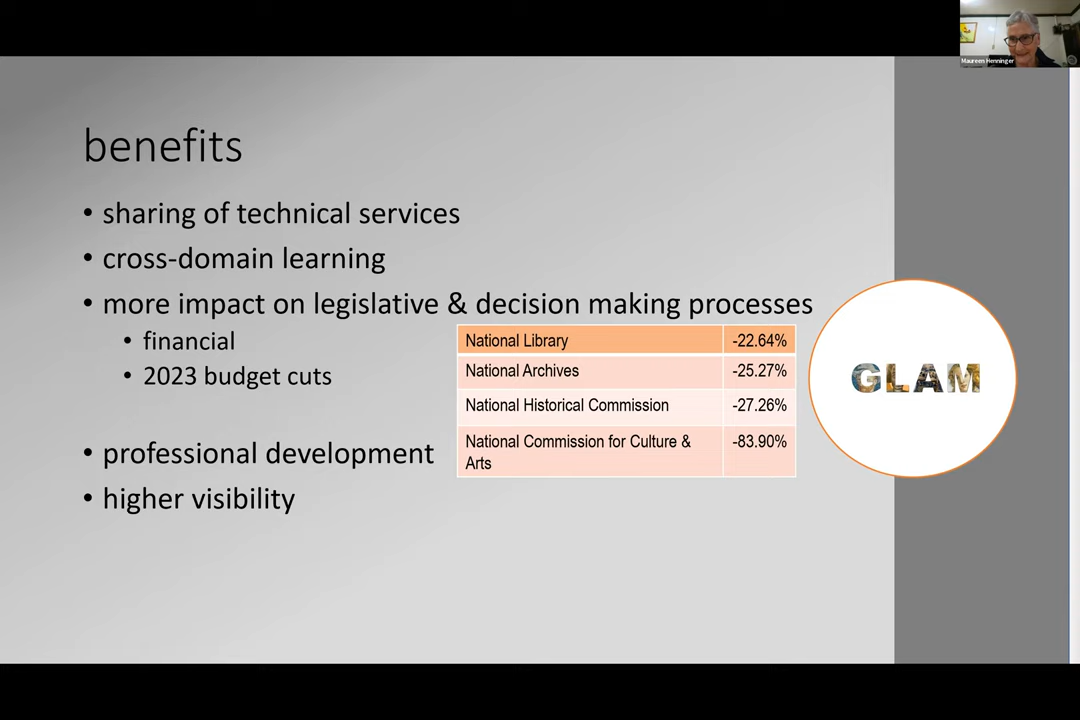 Maureen Henninger
benefits
• sharing of technical services
• cross-domain learning
• more impact on legislative & decision making processes
• financial
• 2023 budget cuts
National Library -22.64%
National Archives -25.27%
National Historical Commission -27.26%
National Commission for Culture & -83.90%
Arts
• professional development
• higher visibility
GLAM